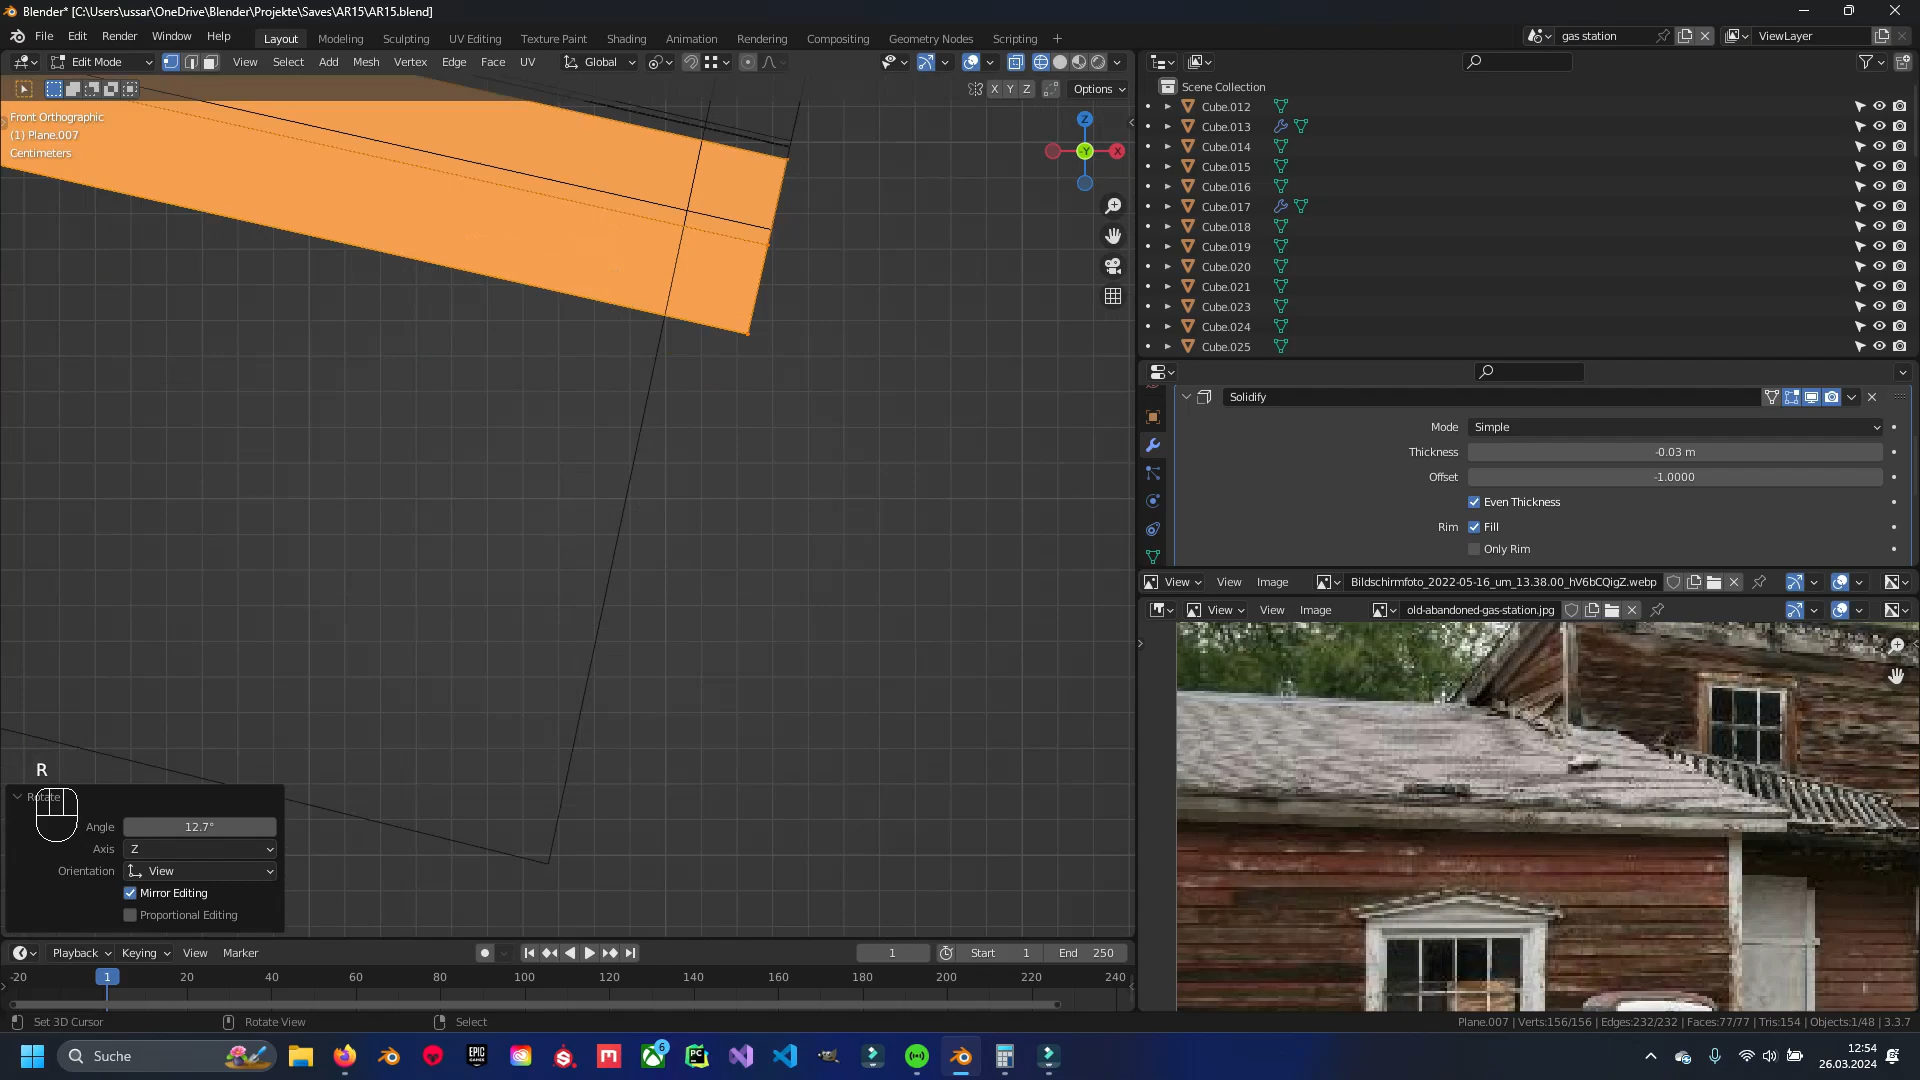 Blender* [C:\Users\ussar\OneDrive\Blender\Projekte\Saves\AR15\AR15.blend]
File Edit Render Window Help Layout Modeling Sculpting UV Editing Texture Paint Shading Animation Rendering Compositing Geometry Nodes Scripting + gas station ViewLayer
Edit Mode View Select Add Mesh Vertex Edge Face UV Global
X Y Z Options
Front Orthographic
(1) Plane.007
Centimeters
Z
-Y
X
R
Rotate
Angle 12.7°
Axis Z
Orientation View
Mirror Editing
Proportional Editing
Scene Collection
Cube.012
Cube.013
Cube.014
Cube.015
Cube.016
Cube.017
Cube.018
Cube.019
Cube.020
Cube.021
Cube.023
Cube.024
Cube.025
Solidify
Mode Simple
Thickness -0.03 m
Offset -1.0000
Even Thickness
Rim Fill
Only Rim
View View Image Bildschirmfoto_2022-05-16_um_13.38.00_hV6bCQigZ.webp
View View Image old-abandoned-gas-station.jpg
Playback Keying View Marker 1 Start 1 End 250
-20 1 20 40 60 80 100 120 140 160 180 200 220 240
Set 3D Cursor Rotate View Select Plane.007 | Verts:156/156 | Edges:232/232 | Faces:77/77 | Tris:154 | Objects:1/48 | 3.3.7
Suche EPIC GAMES 6 PC
12:54
26.03.2024